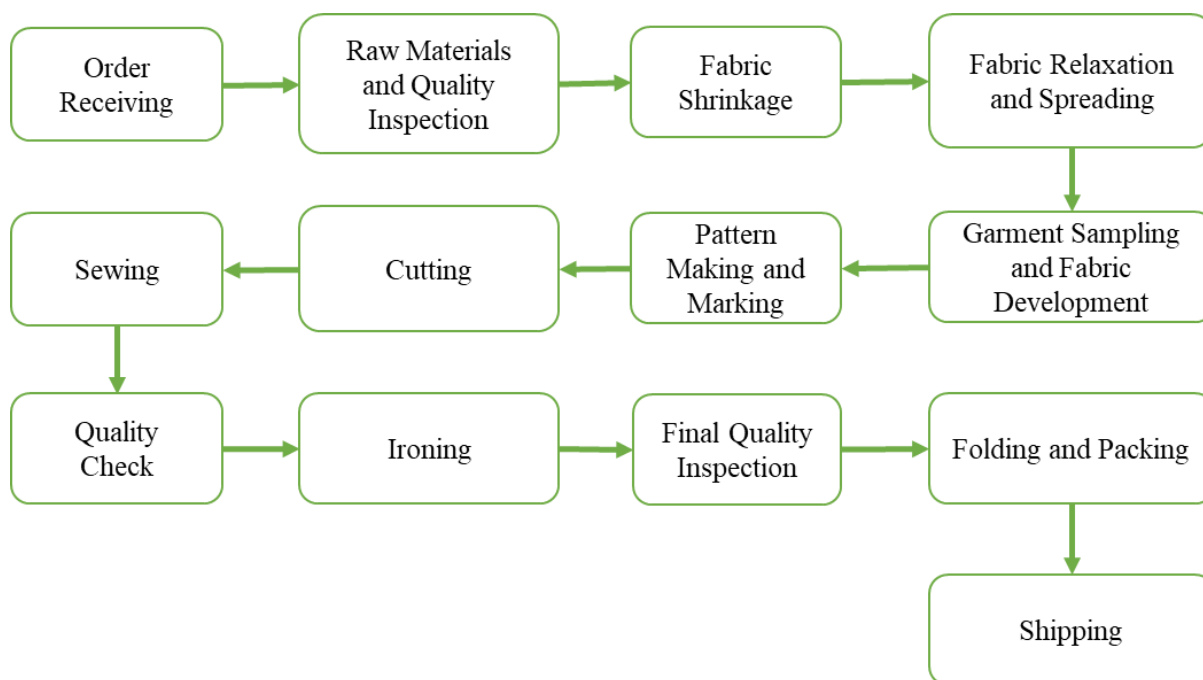 Order
Receiving
Raw Materials
and Quality
Inspection
Fabric
Shrinkage
Fabric Relaxation
and Spreading
Garment Sampling
and Fabric
Development
Pattern
Making and
Marking
Cutting
Sewing
Quality
Check
Ironing
Final Quality
Inspection
Folding and Packing
Shipping